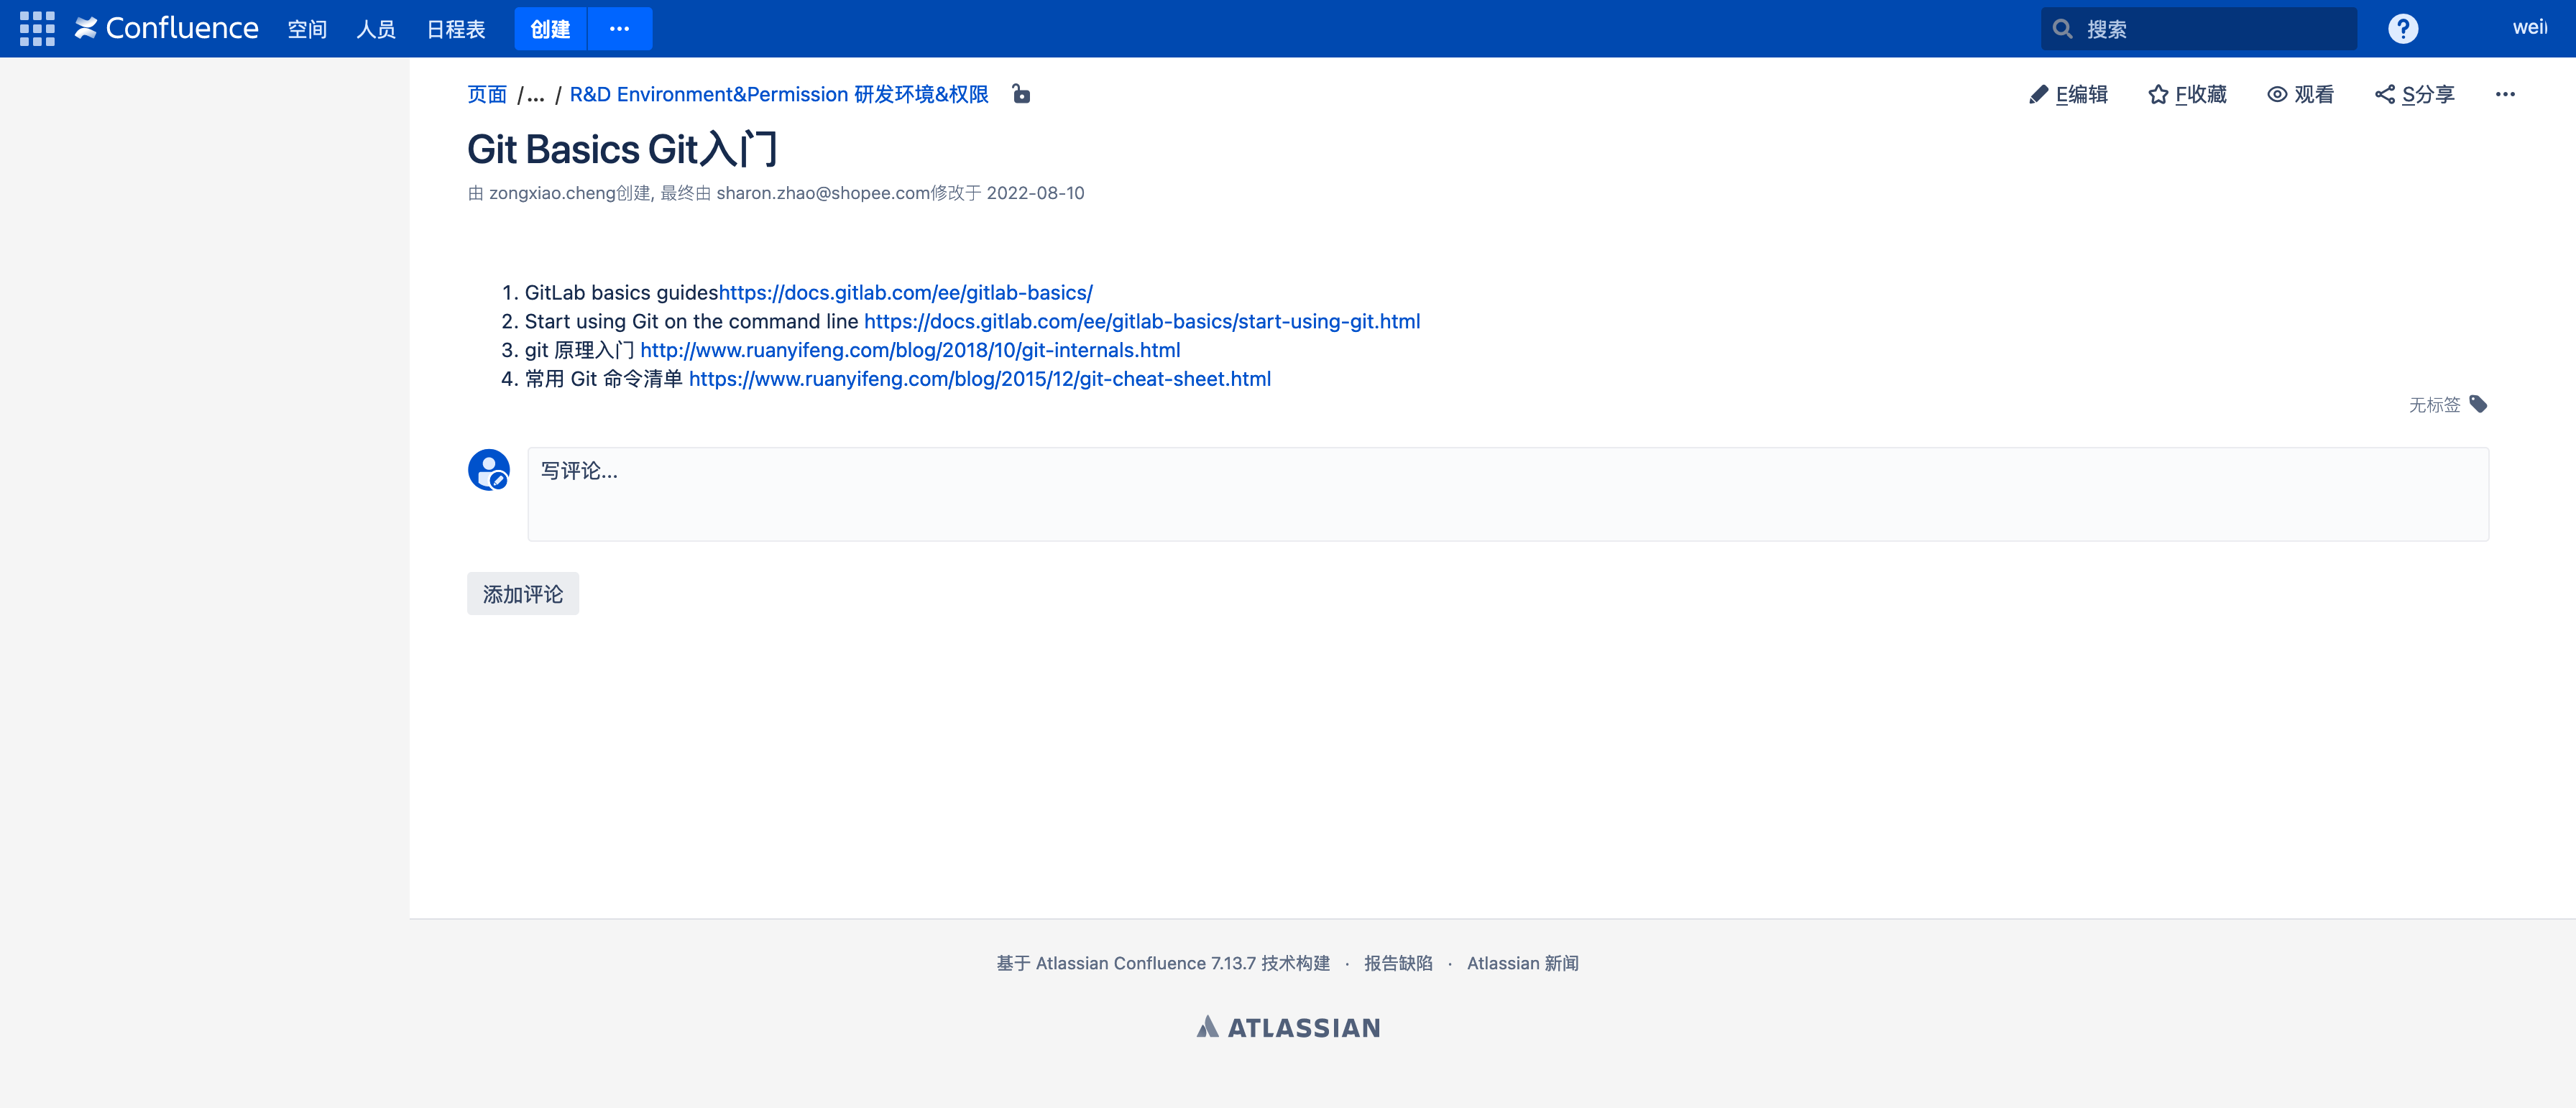 Confluence 空间 人员 日程表 创建 ··· 搜索 ? wei
页面 /... / R&D Environment&Permission 研发环境&权限 E编辑 F收藏 观看 S分享 ···
Git Basics Git入门
由 zongxiao.cheng创建, 最终由 sharon.zhao@shopee.com修改于 2022-08-10
1. GitLab basics guideshttps://docs.gitlab.com/ee/gitlab-basics/
2. Start using Git on the command line https://docs.gitlab.com/ee/gitlab-basics/start-using-git.html
3. git 原理入门 http://www.ruanyifeng.com/blog/2018/10/git-internals.html
4. 常用 Git 命令清单 https://www.ruanyifeng.com/blog/2015/12/git-cheat-sheet.html
无标签
写评论...
添加评论
基于 Atlassian Confluence 7.13.7 技术构建 · 报告缺陷 · Atlassian 新闻
ATLASSIAN